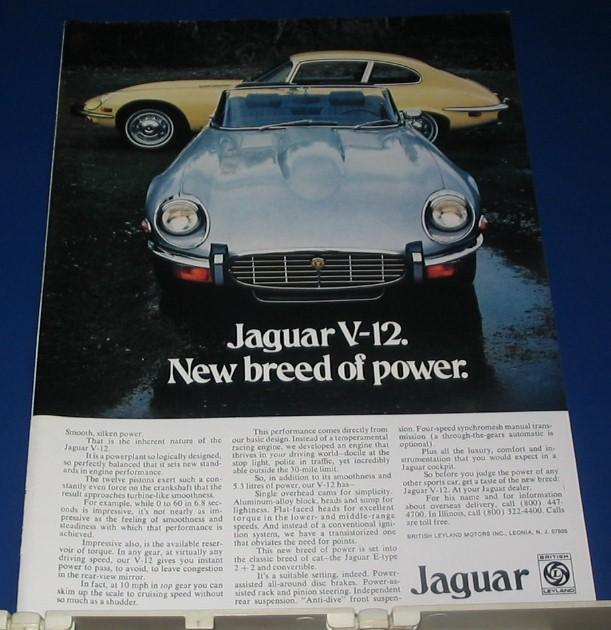 Jaguar V-12.
New breed of power.
Smooth, silken power.
That is the inherent nature of the
Jaguar V-12.
It is a powerplant so logically designed,
so perfectly balanced that it sets new stand-
ards in engine performance.
The twelve pistons exert such a con-
stantly even force on the crankshaft that the
result approaches turbine-like smoothness.
For example, while 0 to 60 in 6.8 sec-
onds is impressive, it's not nearly as im-
pressive as the feeling of smoothness and
steadiness with which that performance is
achieved.
Impressive also, is the available reser-
voir of torque. In any gear, at virtually any
driving speed, our V-12 gives you instant
power to pass, to avoid, to leave congestion
in the rear-view mirror.
In fact, at 10 mph in top gear you can
skim up the scale to cruising speed without
so much as a shudder.
This performance comes directly from
our basic design. Instead of a temperamental
racing engine, we developed an engine that
thrives in your driving world—docile at the
stop light, polite in traffic, yet incredibly
able outside the 30-mile limit.
So, in addition to its smoothness and
5.3 litres of power, our V-12 has—
Single overhead cams for simplicity.
Aluminum-alloy block, heads and sump for
lightness. Flat-faced heads for excellent
torque in the lower- and middle-range
speeds. And instead of a conventional igni-
tion system, we have a transistorized one
that obviates the need for points.
This new breed of power is set into
the classic breed of cat—the Jaguar E-type
2 + 2 and convertible.
It's a suitable setting, indeed. Power-
assisted all-around disc brakes. Power-as-
sisted rack and pinion steering. Independent
rear suspension. "Anti-dive" front suspen-
sion. Four-speed synchromesh manual trans-
mission (a through-the-gears automatic is
optional).
Plus all the luxury, comfort and in-
strumentation that you would expect in a
Jaguar cockpit.
So before you judge the power of any
other sports car, get a taste of the new breed:
Jaguar V-12. At your Jaguar dealer.
For his name and for information
about overseas delivery, call (800) 447-
4700. In Illinois, call (800) 322-4400. Calls
are toll free.
BRITISH LEYLAND MOTORS INC., LEONIA, N. J. 07605
Jaguar
BRITISH
L
LEYLAND